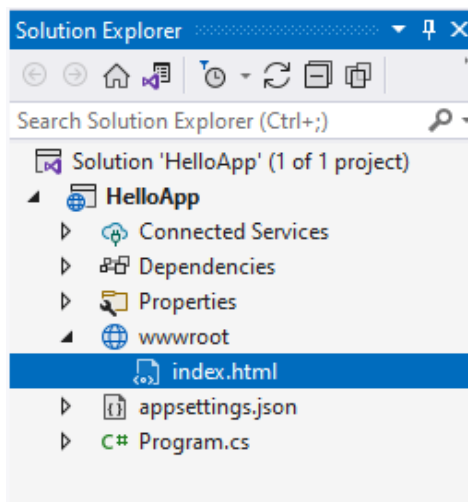 Solution Explorer
Search Solution Explorer (Ctrl+;)
Solution 'HelloApp' (1 of 1 project)
HelloApp
Connected Services
Dependencies
Properties
wwwroot
index.html
appsettings.json
C# Program.cs